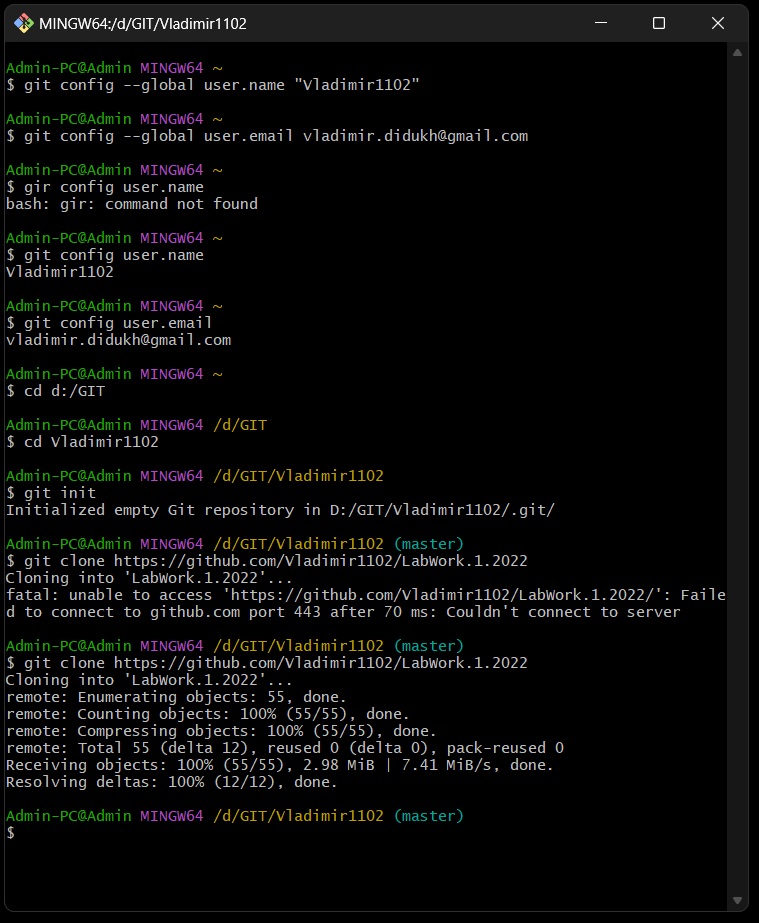 MINGW64:/d/GIT/Vladimir1102
Admin-PC@Admin MINGW64 ~
$ git config --global user.name "Vladimir1102"
Admin-PC@Admin MINGW64 ~
$ git config --global user.email vladimir.didukh@gmail.com
Admin-PC@Admin MINGW64 ~
$ gir config user.name
bash: gir: command not found
Admin-PC@Admin MINGW64 ~
$ git config user.name
Vladimir1102
Admin-PC@Admin MINGW64 ~
$ git config user.email
vladimir.didukh@gmail.com
Admin-PC@Admin MINGW64 ~
$ cd d:/GIT
Admin-PC@Admin MINGW64 /d/GIT
$ cd Vladimir1102
Admin-PC@Admin MINGW64 /d/GIT/Vladimir1102
$ git init
Initialized empty Git repository in D:/GIT/Vladimir1102/.git/
Admin-PC@Admin MINGW64 /d/GIT/Vladimir1102 (master)
$ git clone https://github.com/Vladimir1102/LabWork.1.2022
Cloning into 'LabWork.1.2022'...
fatal: unable to access 'https://github.com/Vladimir1102/LabWork.1.2022/': Faile
d to connect to github.com port 443 after 70 ms: Couldn't connect to server
Admin-PC@Admin MINGW64 /d/GIT/Vladimir1102 (master)
$ git clone https://github.com/Vladimir1102/LabWork.1.2022
Cloning into 'LabWork.1.2022'...
remote: Enumerating objects: 55, done.
remote: Counting objects: 100% (55/55), done.
remote: Compressing objects: 100% (55/55), done.
remote: Total 55 (delta 12), reused 0 (delta 0), pack-reused 0
Receiving objects: 100% (55/55), 2.98 MiB | 7.41 MiB/s, done.
Resolving deltas: 100% (12/12), done.
Admin-PC@Admin MINGW64 /d/GIT/Vladimir1102 (master)
$